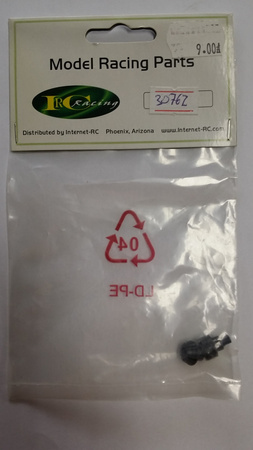 9.00A
Model Racing Parts
IRC Racing
30762
Distributed by Internet-RC Phoenix, Arizona www.Internet-RC.com
04
LD-PE